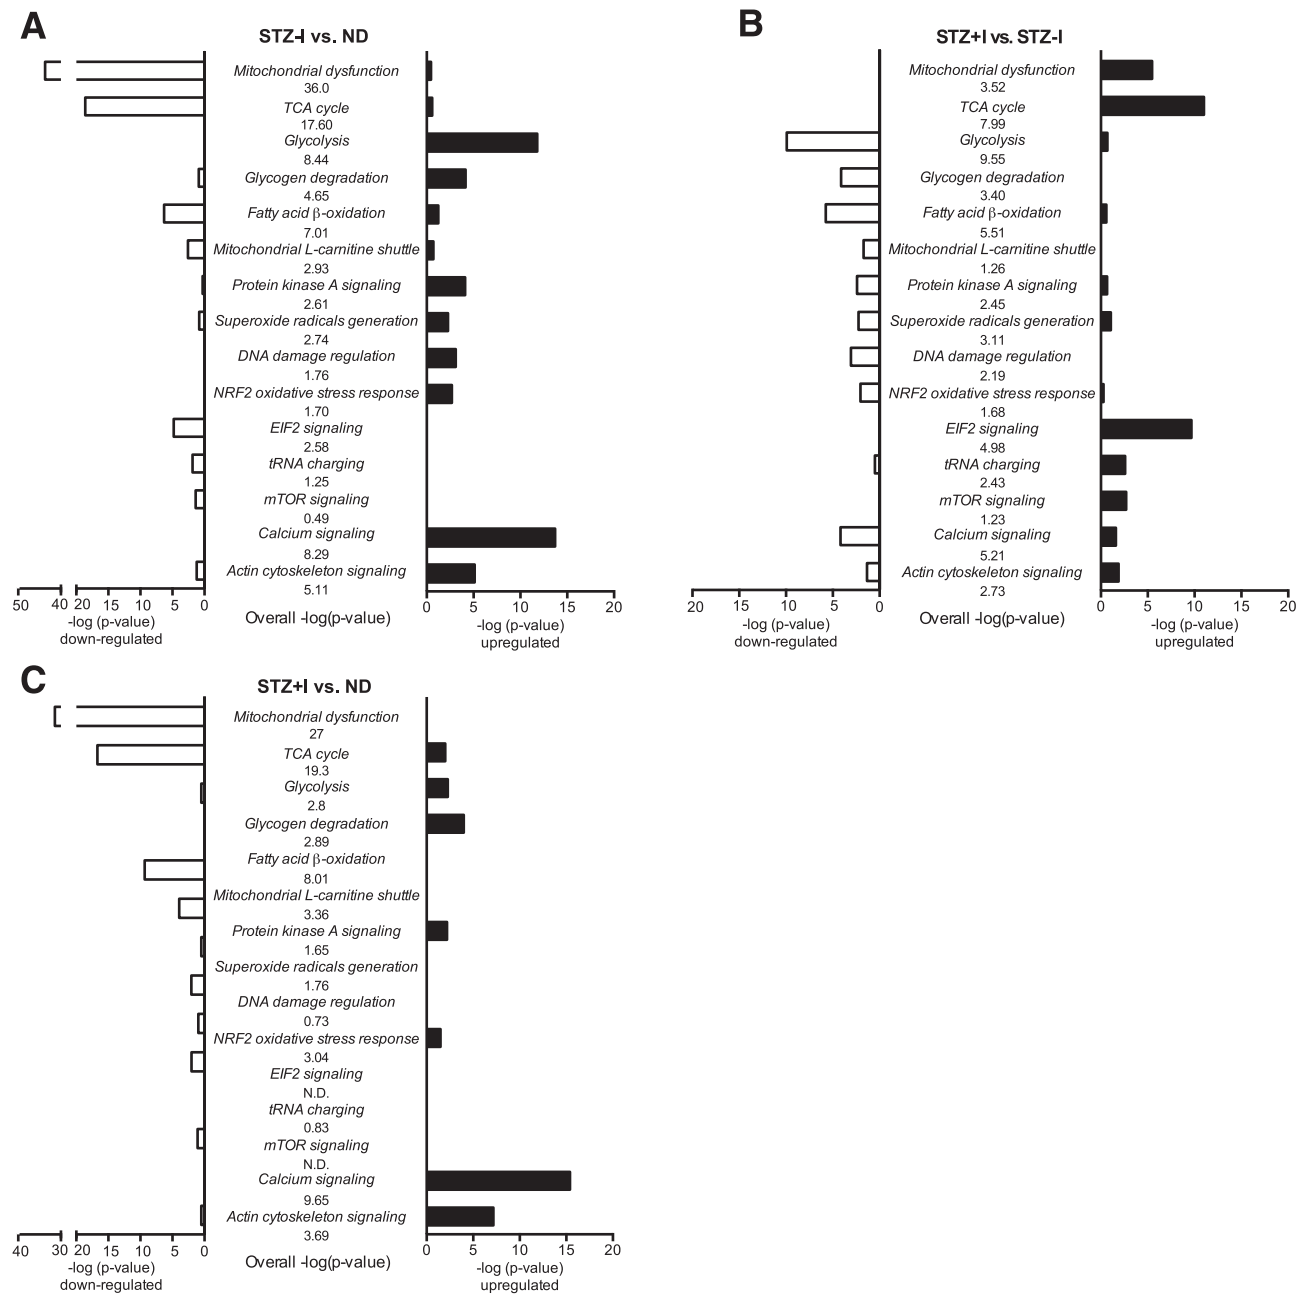 A
STZ-I vs. ND
Mitochondrial dysfunction
36.0
TCA cycle
17.60
Glycolysis
8.44
Glycogen degradation
4.65
Fatty acid β-oxidation
7.01
Mitochondrial L-carnitine shuttle
2.93
Protein kinase A signaling
2.61
Superoxide radicals generation
2.74
DNA damage regulation
1.76
NRF2 oxidative stress response
1.70
EIF2 signaling
2.58
tRNA charging
1.25
mTOR signaling
0.49
Calcium signaling
8.29
Actin cytoskeleton signaling
5.11
50 40 20 15 10 5 0
-log (p-value)
down-regulated
Overall -log(p-value)
0 5 10 15 20
-log (p-value)
upregulated
B
STZ+I vs. STZ-I
Mitochondrial dysfunction
3.52
TCA cycle
7.99
Glycolysis
9.55
Glycogen degradation
3.40
Fatty acid β-oxidation
5.51
Mitochondrial L-carnitine shuttle
1.26
Protein kinase A signaling
2.45
Superoxide radicals generation
3.11
DNA damage regulation
2.19
NRF2 oxidative stress response
1.68
EIF2 signaling
4.98
tRNA charging
2.43
mTOR signaling
1.23
Calcium signaling
5.21
Actin cytoskeleton signaling
2.73
20 15 10 5 0
-log (p-value)
down-regulated
Overall -log(p-value)
0 5 10 15 20
-log (p-value)
upregulated
C
STZ+I vs. ND
Mitochondrial dysfunction
27
TCA cycle
19.3
Glycolysis
2.8
Glycogen degradation
2.89
Fatty acid β-oxidation
8.01
Mitochondrial L-carnitine shuttle
3.36
Protein kinase A signaling
1.65
Superoxide radicals generation
1.76
DNA damage regulation
0.73
NRF2 oxidative stress response
3.04
EIF2 signaling
N.D.
tRNA charging
0.83
mTOR signaling
N.D.
Calcium signaling
9.65
Actin cytoskeleton signaling
3.69
40 30 20 15 10 5 0
-log (p-value)
down-regulated
Overall -log(p-value)
0 5 10 15 20
-log (p-value)
upregulated